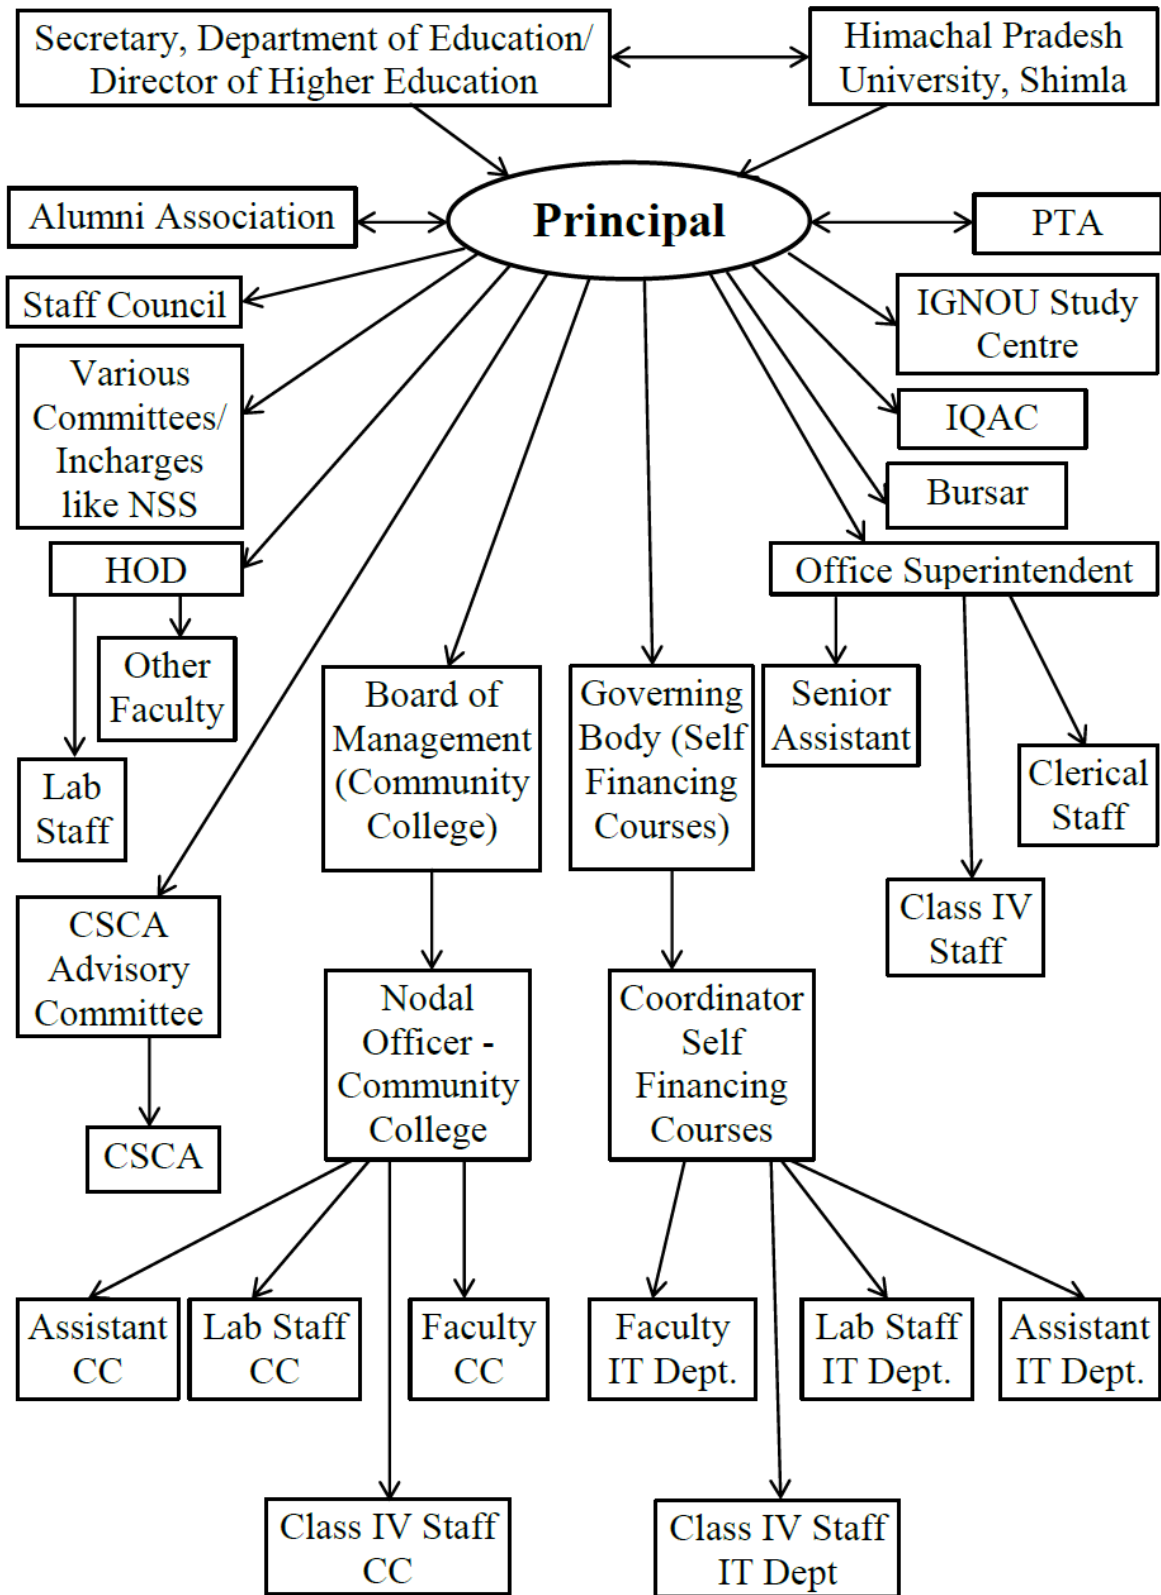 Secretary, Department of Education/
Director of Higher Education
Himachal Pradesh
University, Shimla
Principal
Alumni Association
PTA
Staff Council
IGNOU Study
Centre
Various
Committees/
Incharges
like NSS
IQAC
Bursar
HOD
Office Superintendent
Other
Faculty
Lab
Staff
Board of
Management
(Community
College)
Governing
Body (Self
Financing
Courses)
Senior
Assistant
Clerical
Staff
Class IV
Staff
CSCA
Advisory
Committee
CSCA
Nodal
Officer -
Community
College
Coordinator
Self
Financing
Courses
Assistant
CC
Lab Staff
CC
Faculty
CC
Faculty
IT Dept.
Lab Staff
IT Dept.
Assistant
IT Dept.
Class IV Staff
CC
Class IV Staff
IT Dept